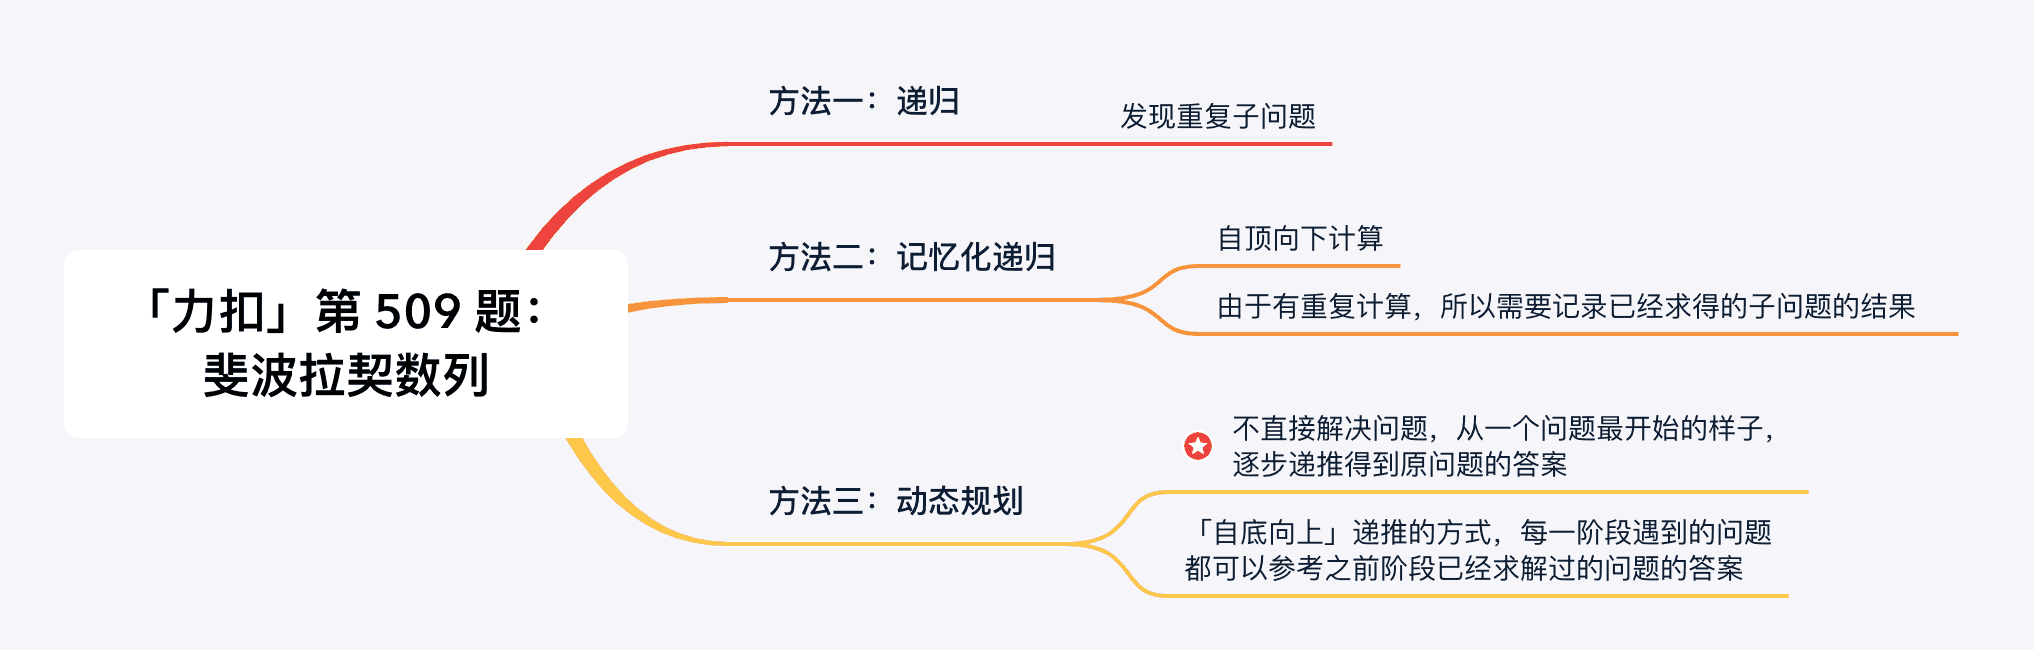 「力扣」第 509 题：
斐波拉契数列
方法一：递归
发现重复子问题
方法二：记忆化递归
自顶向下计算
由于有重复计算，所以需要记录已经求得的子问题的结果
方法三：动态规划
不直接解决问题，从一个问题最开始的样子，
逐步递推得到原问题的答案
「自底向上」递推的方式，每一阶段遇到的问题
都可以参考之前阶段已经求解过的问题的答案